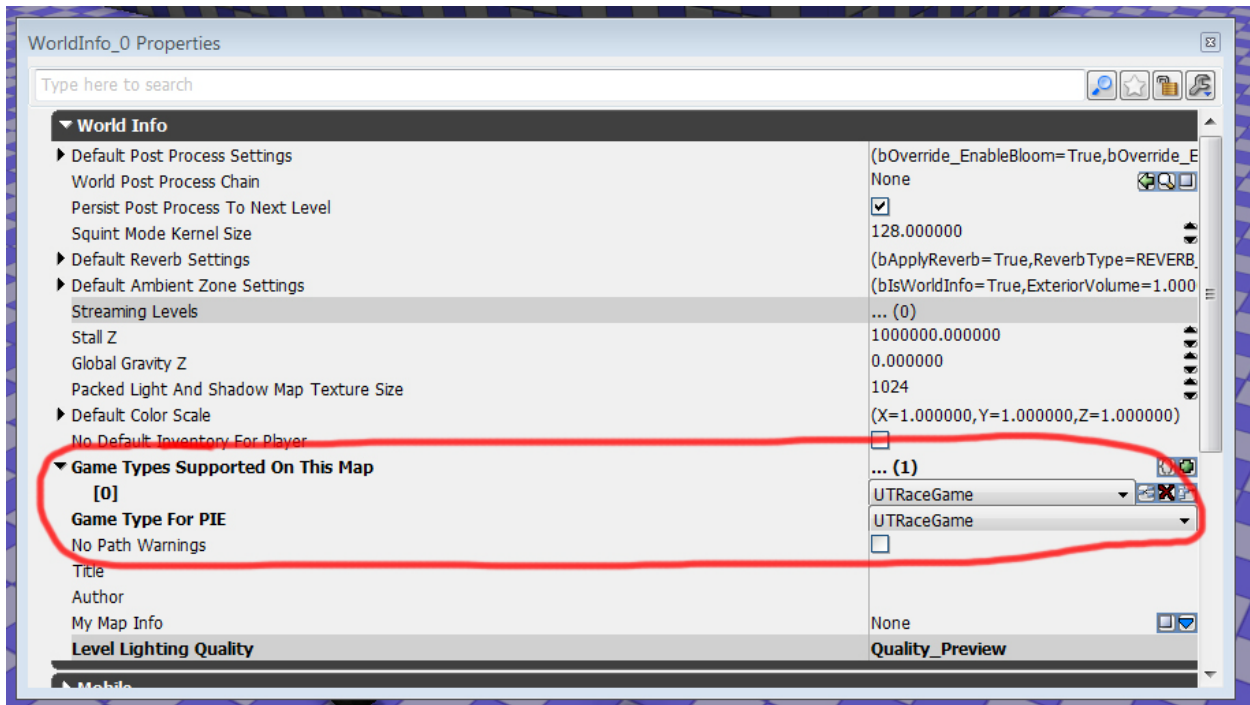 WorldInfo_0 Properties
Type here to search
World Info
Default Post Process Settings (bOverride_EnableBloom=True,bOverride_E
World Post Process Chain None
Persist Post Process To Next Level
Squint Mode Kernel Size 128.000000
Default Reverb Settings (bApplyReverb=True,ReverbType=REVERB_
Default Ambient Zone Settings (bIsWorldInfo=True,ExteriorVolume=1.000
Streaming Levels ... (0)
Stall Z 1000000.000000
Global Gravity Z 0.000000
Packed Light And Shadow Map Texture Size 1024
Default Color Scale (X=1.000000,Y=1.000000,Z=1.000000)
No Default Inventory For Player
Game Types Supported On This Map ... (1)
[0] UTRaceGame
Game Type For PIE UTRaceGame
No Path Warnings
Title
Author
My Map Info None
Level Lighting Quality Quality_Preview
Mobile